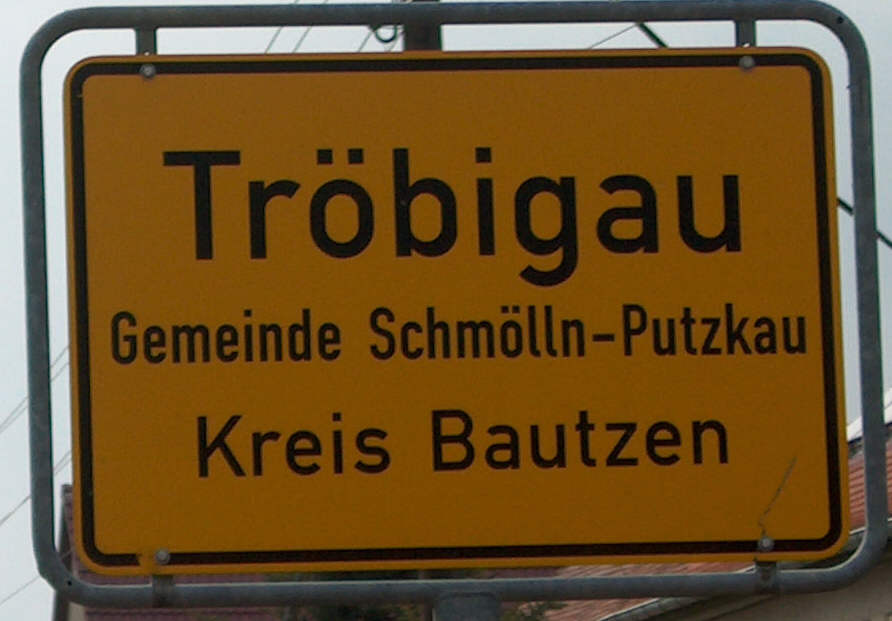 Tröbigau
Gemeinde Schmölln-Putzkau
Kreis Bautzen